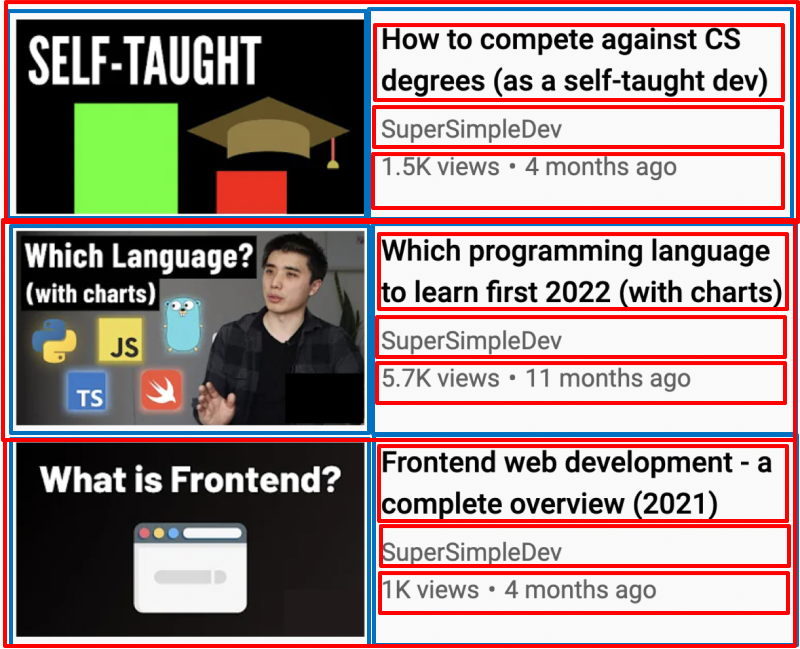 SELF-TAUGHT
How to compete against CS
degrees (as a self-taught dev)
SuperSimpleDev
1.5K views • 4 months ago
Which Language?
(with charts)
JS
TS
Which programming language
to learn first 2022 (with charts)
SuperSimpleDev
5.7K views • 11 months ago
What is Frontend?
Frontend web development - a
complete overview (2021)
SuperSimpleDev
1K views • 4 months ago